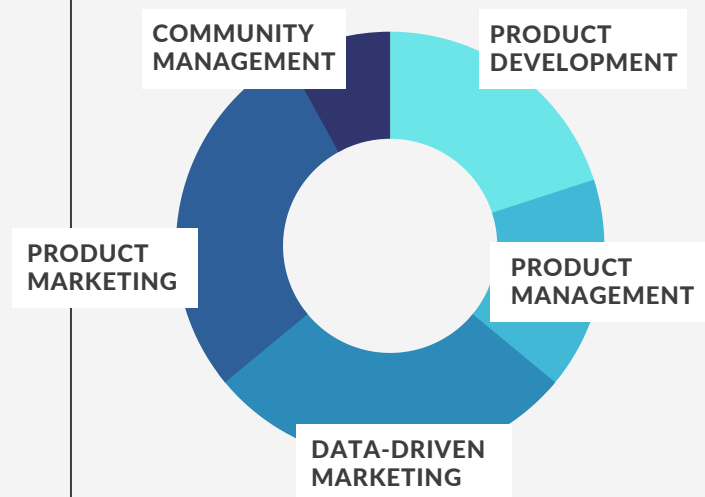 COMMUNITY
MANAGEMENT
PRODUCT
DEVELOPMENT
PRODUCT
MARKETING
PRODUCT
MANAGEMENT
DATA-DRIVEN
MARKETING